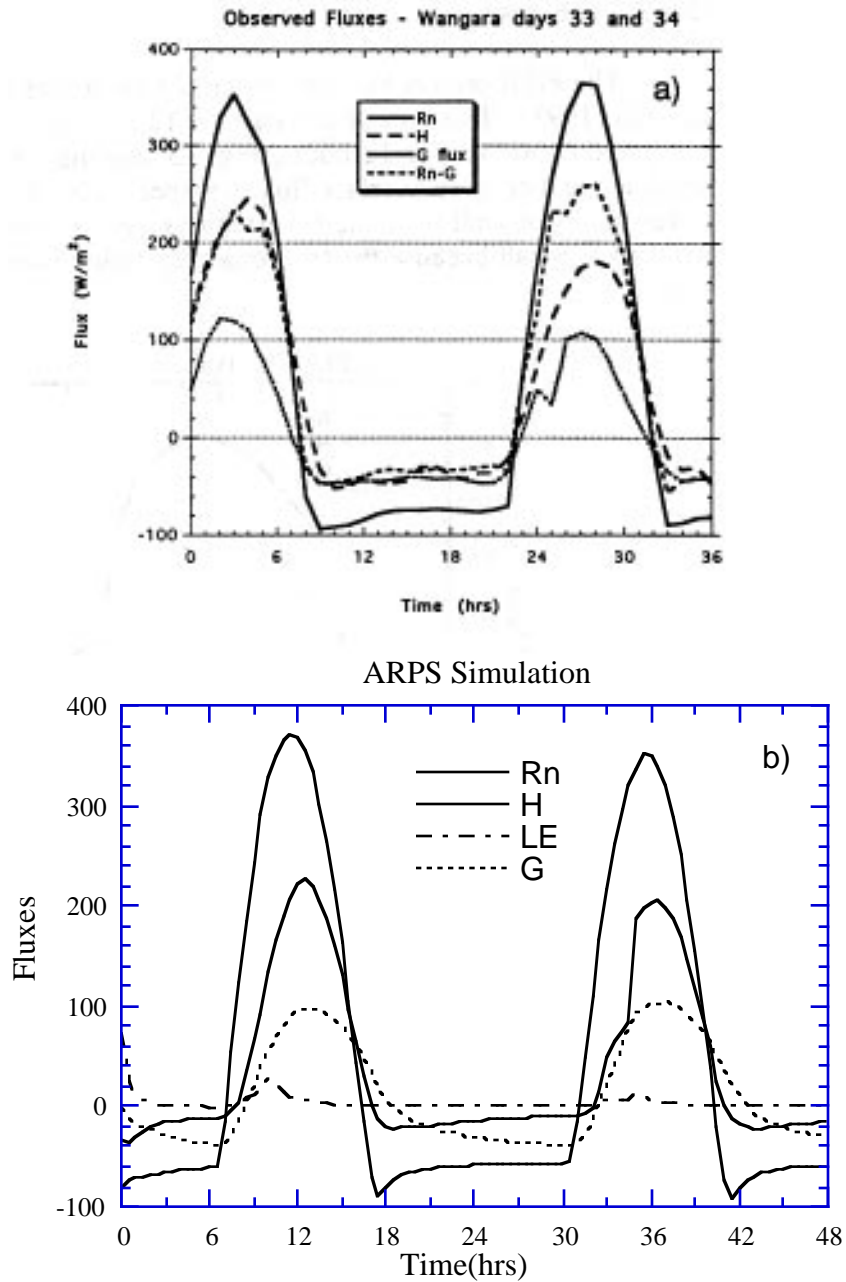 Observed Fluxes - Wangara days 33 and 34
400
300
200
100
0
-100
Flux (W/m²)
a)
Rn
H
G flux
Rn-G
0 6 12 18 24 30 36
Time (hrs)
ARPS Simulation
400
300
200
100
0
-100
Fluxes
b)
Rn
H
LE
G
0 6 12 18 24 30 36 42 48
Time(hrs)